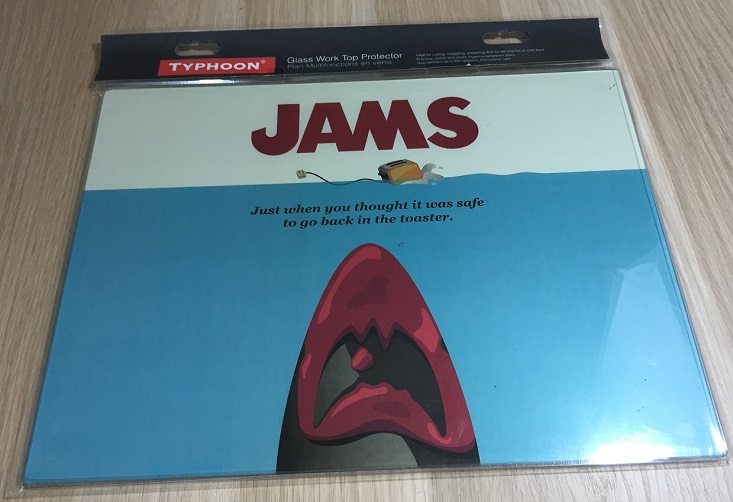 TYPHOON®
Glass Work Top Protector
Plan Multifonctions en verre
JAMS
Just when you thought it was safe
to go back in the toaster.